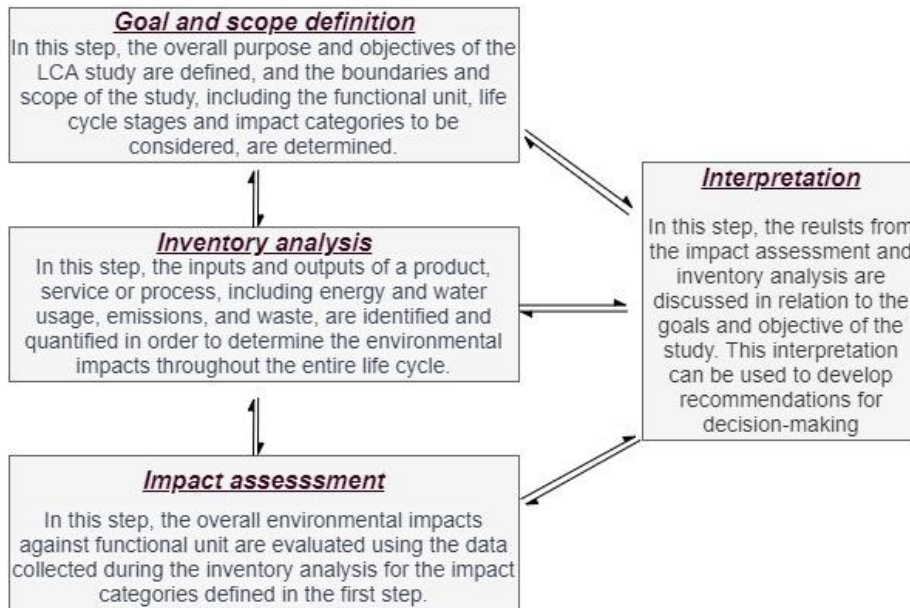 Goal and scope definition
In this step, the overall purpose and objectives of the
LCA study are defined, and the boundaries and
scope of the study, including the functional unit, life
cycle stages and impact categories to be
considered, are determined.
Inventory analysis
In this step, the inputs and outputs of a product,
service or process, including energy and water
usage, emissions, and waste, are identified and
quantified in order to determine the environmental
impacts throughout the entire life cycle.
Impact assesssment
In this step, the overall environmental impacts
against functional unit are evaluated using the data
collected during the inventory analysis for the impact
categories defined in the first step.
Interpretation
In this step, the reulsts from
the impact assessment and
inventory analysis are
discussed in relation to the
goals and objective of the
study. This interpretation
can be used to develop
recommendations for
decision-making